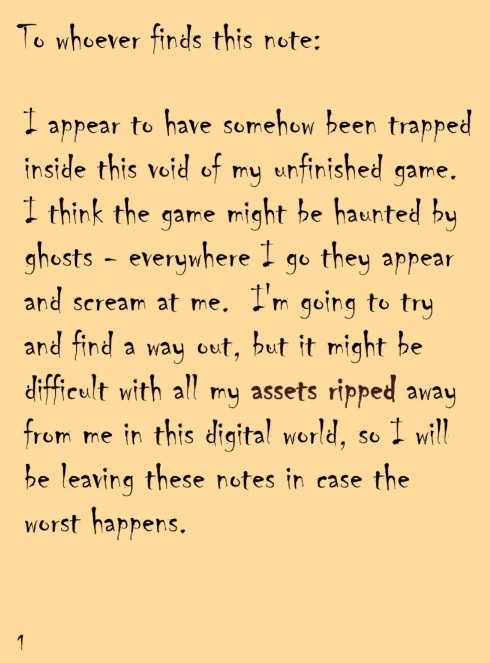 To whoever finds this note:
I appear to have somehow been trapped
inside this void of my unfinished game.
I think the game might be haunted by
ghosts - everywhere I go they appear
and scream at me.  I'm going to try
and find a way out, but it might be
difficult with all my assets ripped away
from me in this digital world, so I will
be leaving these notes in case the
worst happens.
1